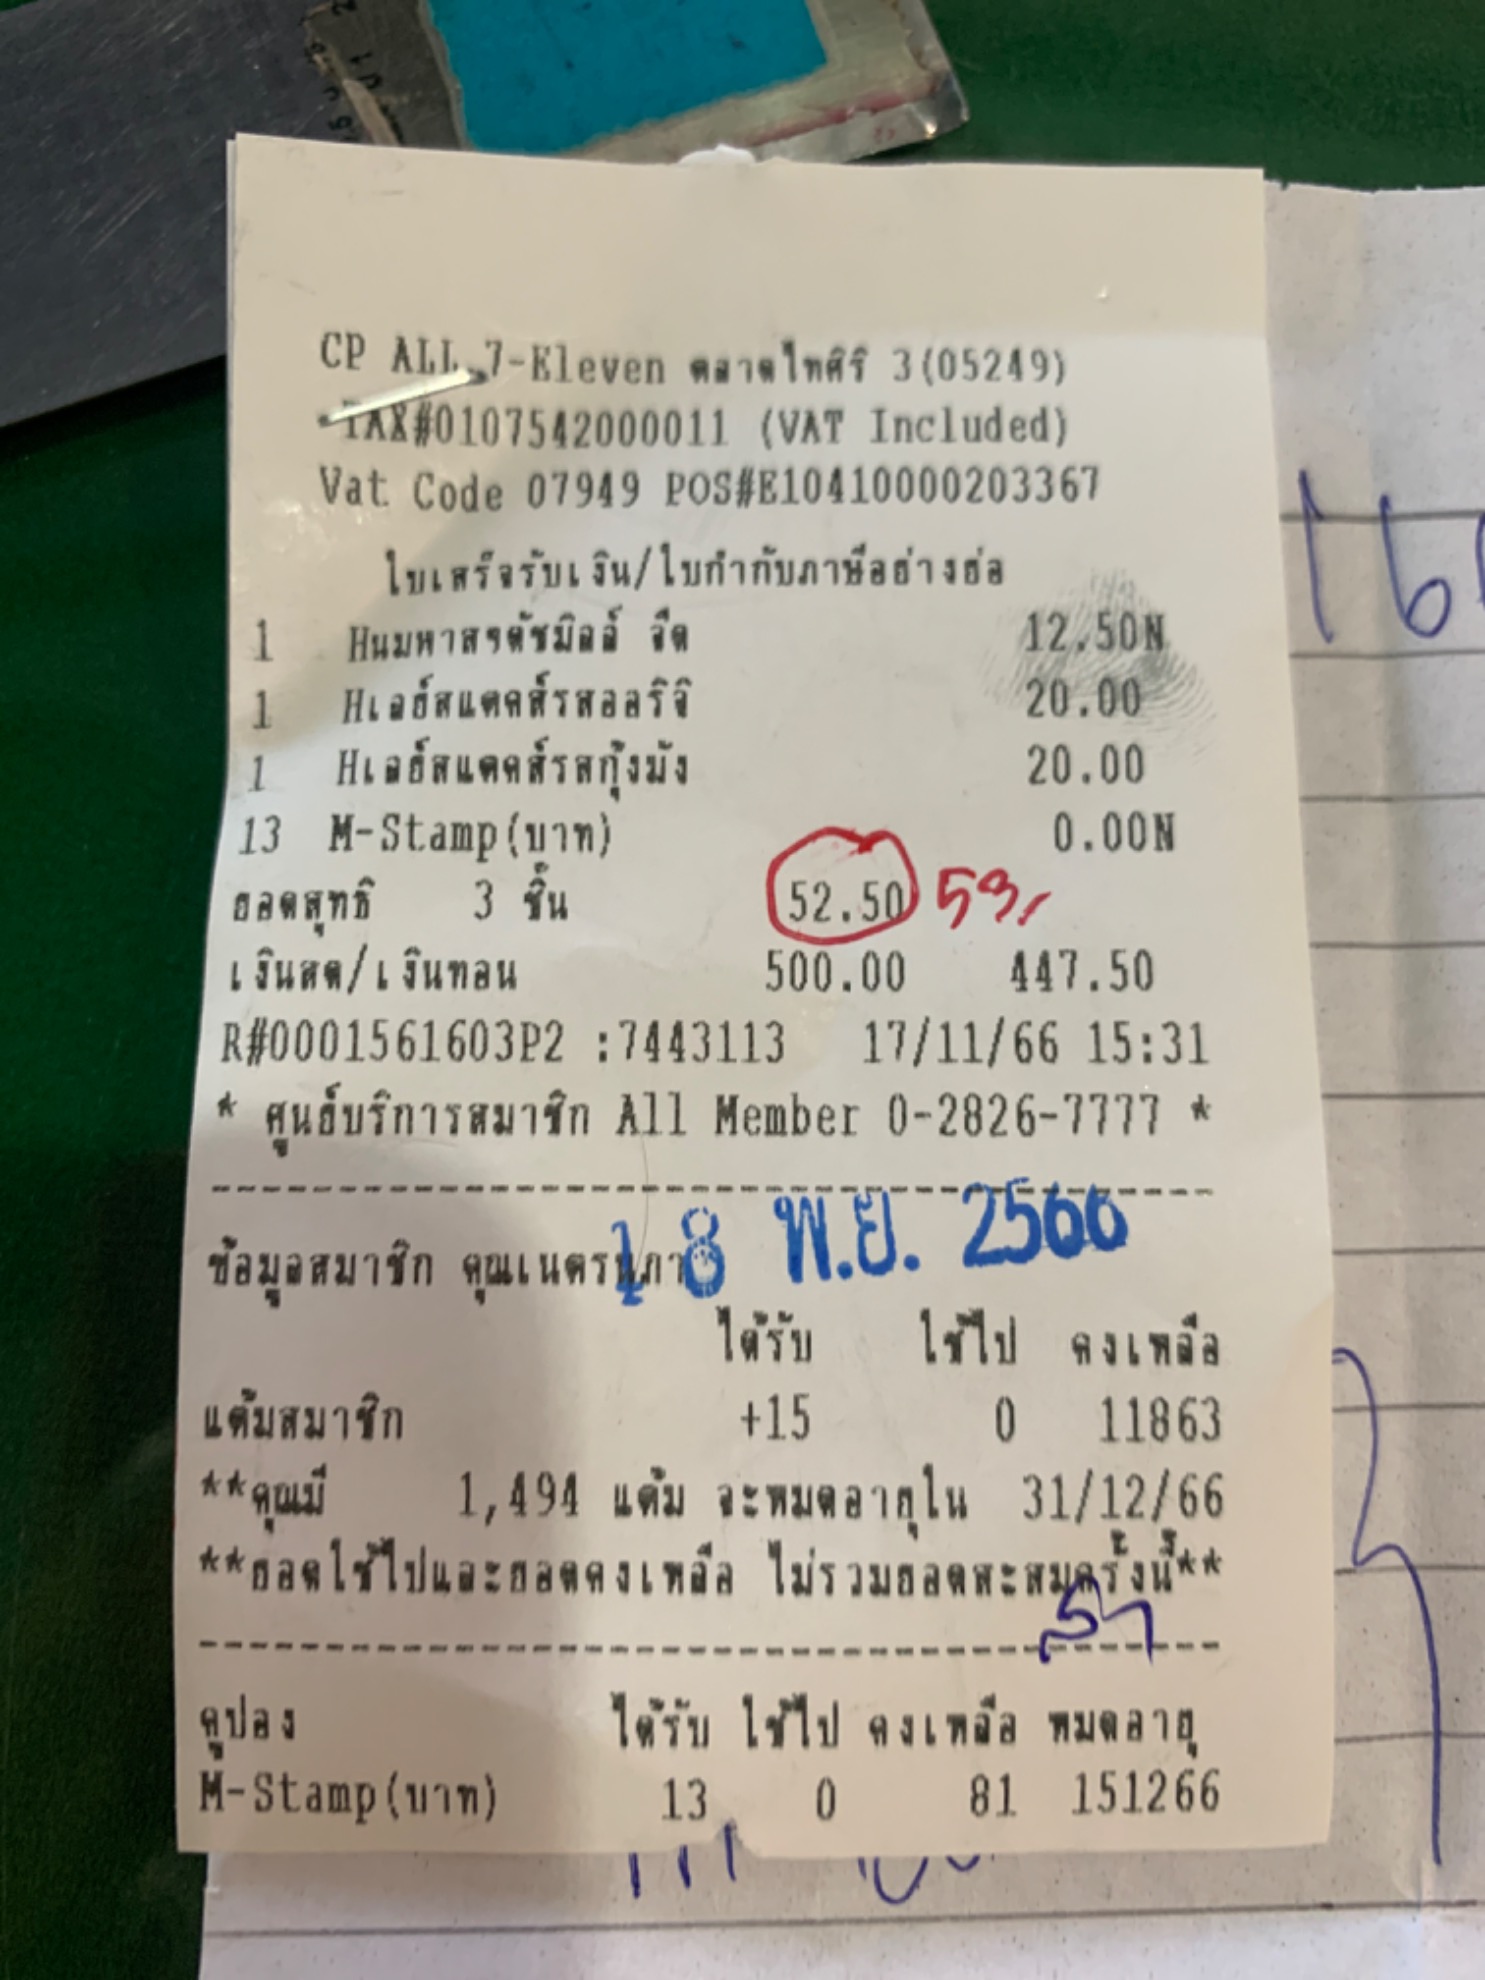 CP ALL 7-Eleven ตลาดไทศิริ 3(05249)
TAX#0107542000011 (VAT Included)
Vat Code 07949 POS#E10410000203367
ใบเสร็จรับเงิน/ใบกำกับภาษีอย่างย่อ
1 Hนมหาสรดัชมิลล์ จืด 12.50N
1 Hเลย์สแตคส์รสออริจิ 20.00
1 Hเลย์สแตคส์รสกุ้งมัง 20.00
13 M-Stamp(บาท) 0.00N
ยอดสุทธิ 3 ชิ้น 52.50 53,
เงินสด/เงินทอน 500.00 447.50
R#0001561603P2 :7443113 17/11/66 15:31
* ศูนย์บริการสมาชิก All Member 0-2826-7777 *
18 พ.ย. 2566
ข้อมูลสมาชิก คุณเนตรนภา
ได้รับ ใช้ไป คงเหลือ
แต้มสมาชิก +15 0 11863
**คุณมี 1,494 แต้ม จะหมดอายุใน 31/12/66
**ยอดใช้ไปและยอดคงเหลือ ไม่รวมยอดสะสมครั้งนี้**
คูปอง ได้รับ ใช้ไป คงเหลือ หมดอายุ
M-Stamp(บาท) 13 0 81 151266